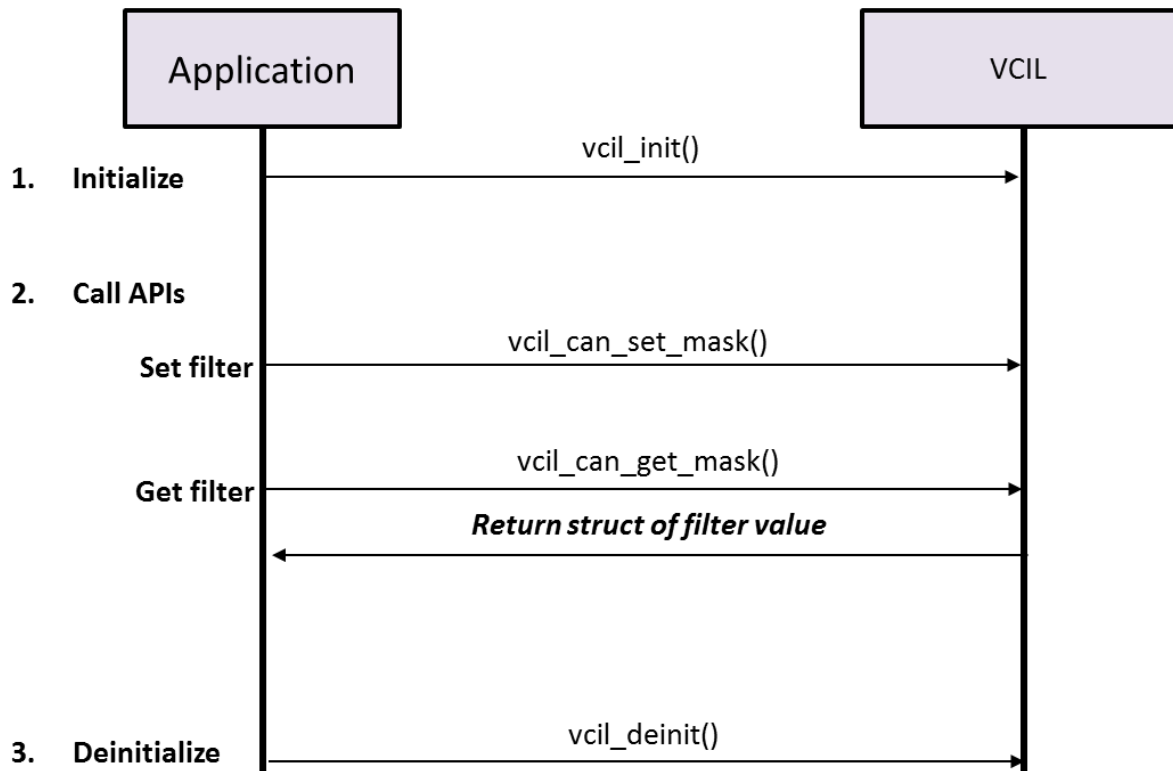 Application
VCIL
vcil_init()
1. Initialize
2. Call APIs
vcil_can_set_mask()
Set filter
vcil_can_get_mask()
Get filter
Return struct of filter value
vcil_deinit()
3. Deinitialize